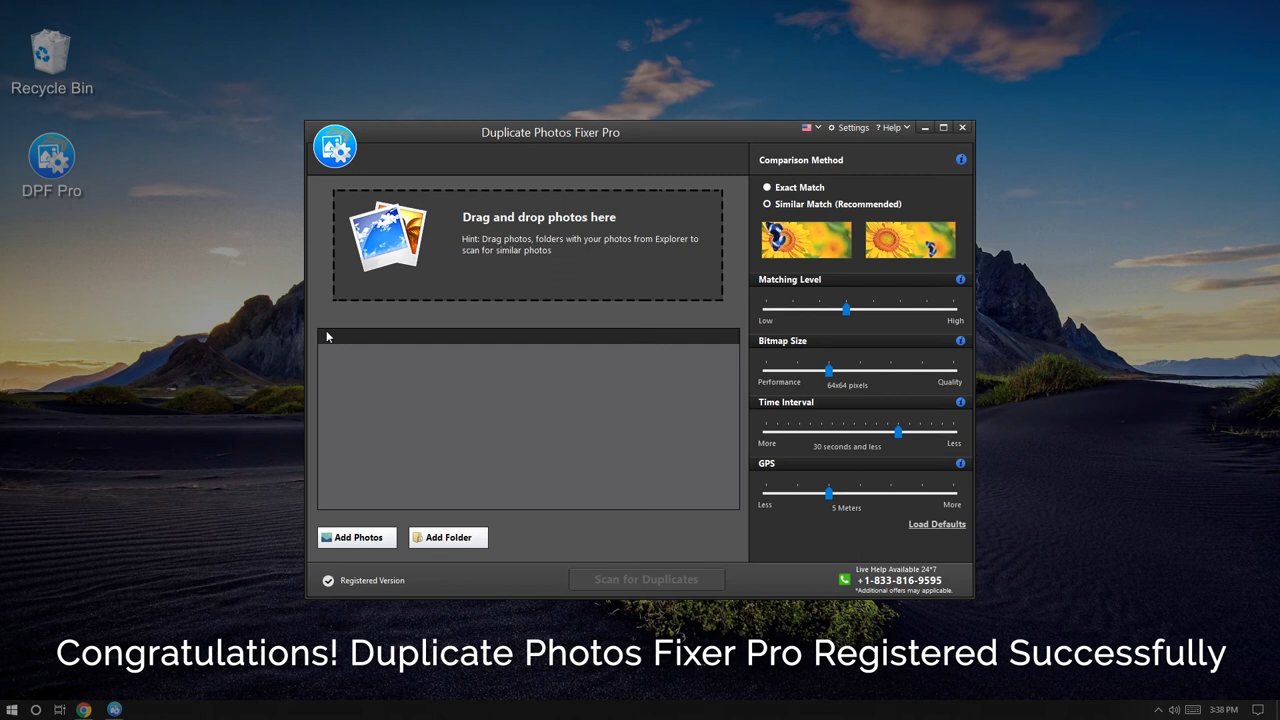 Recycle Bin
DPF Pro
Duplicate Photos Fixer Pro
Settings
? Help
Drag and drop photos here
Hint: Drag photos, folders with your photos from Explorer to
scan for similar photos
Add Photos
Add Folder
Comparison Method
Exact Match
Similar Match (Recommended)
Matching Level
Low
High
Bitmap Size
Performance
64x64 pixels
Quality
Time Interval
More
30 seconds and less
Less
GPS
Less
5 Meters
More
Load Defaults
Registered Version
Scan for Duplicates
Live Help Available 24*7
+1-833-816-9595
*Additional offers may applicable.
Congratulations! Duplicate Photos Fixer Pro Registered Successfully
3:38 PM